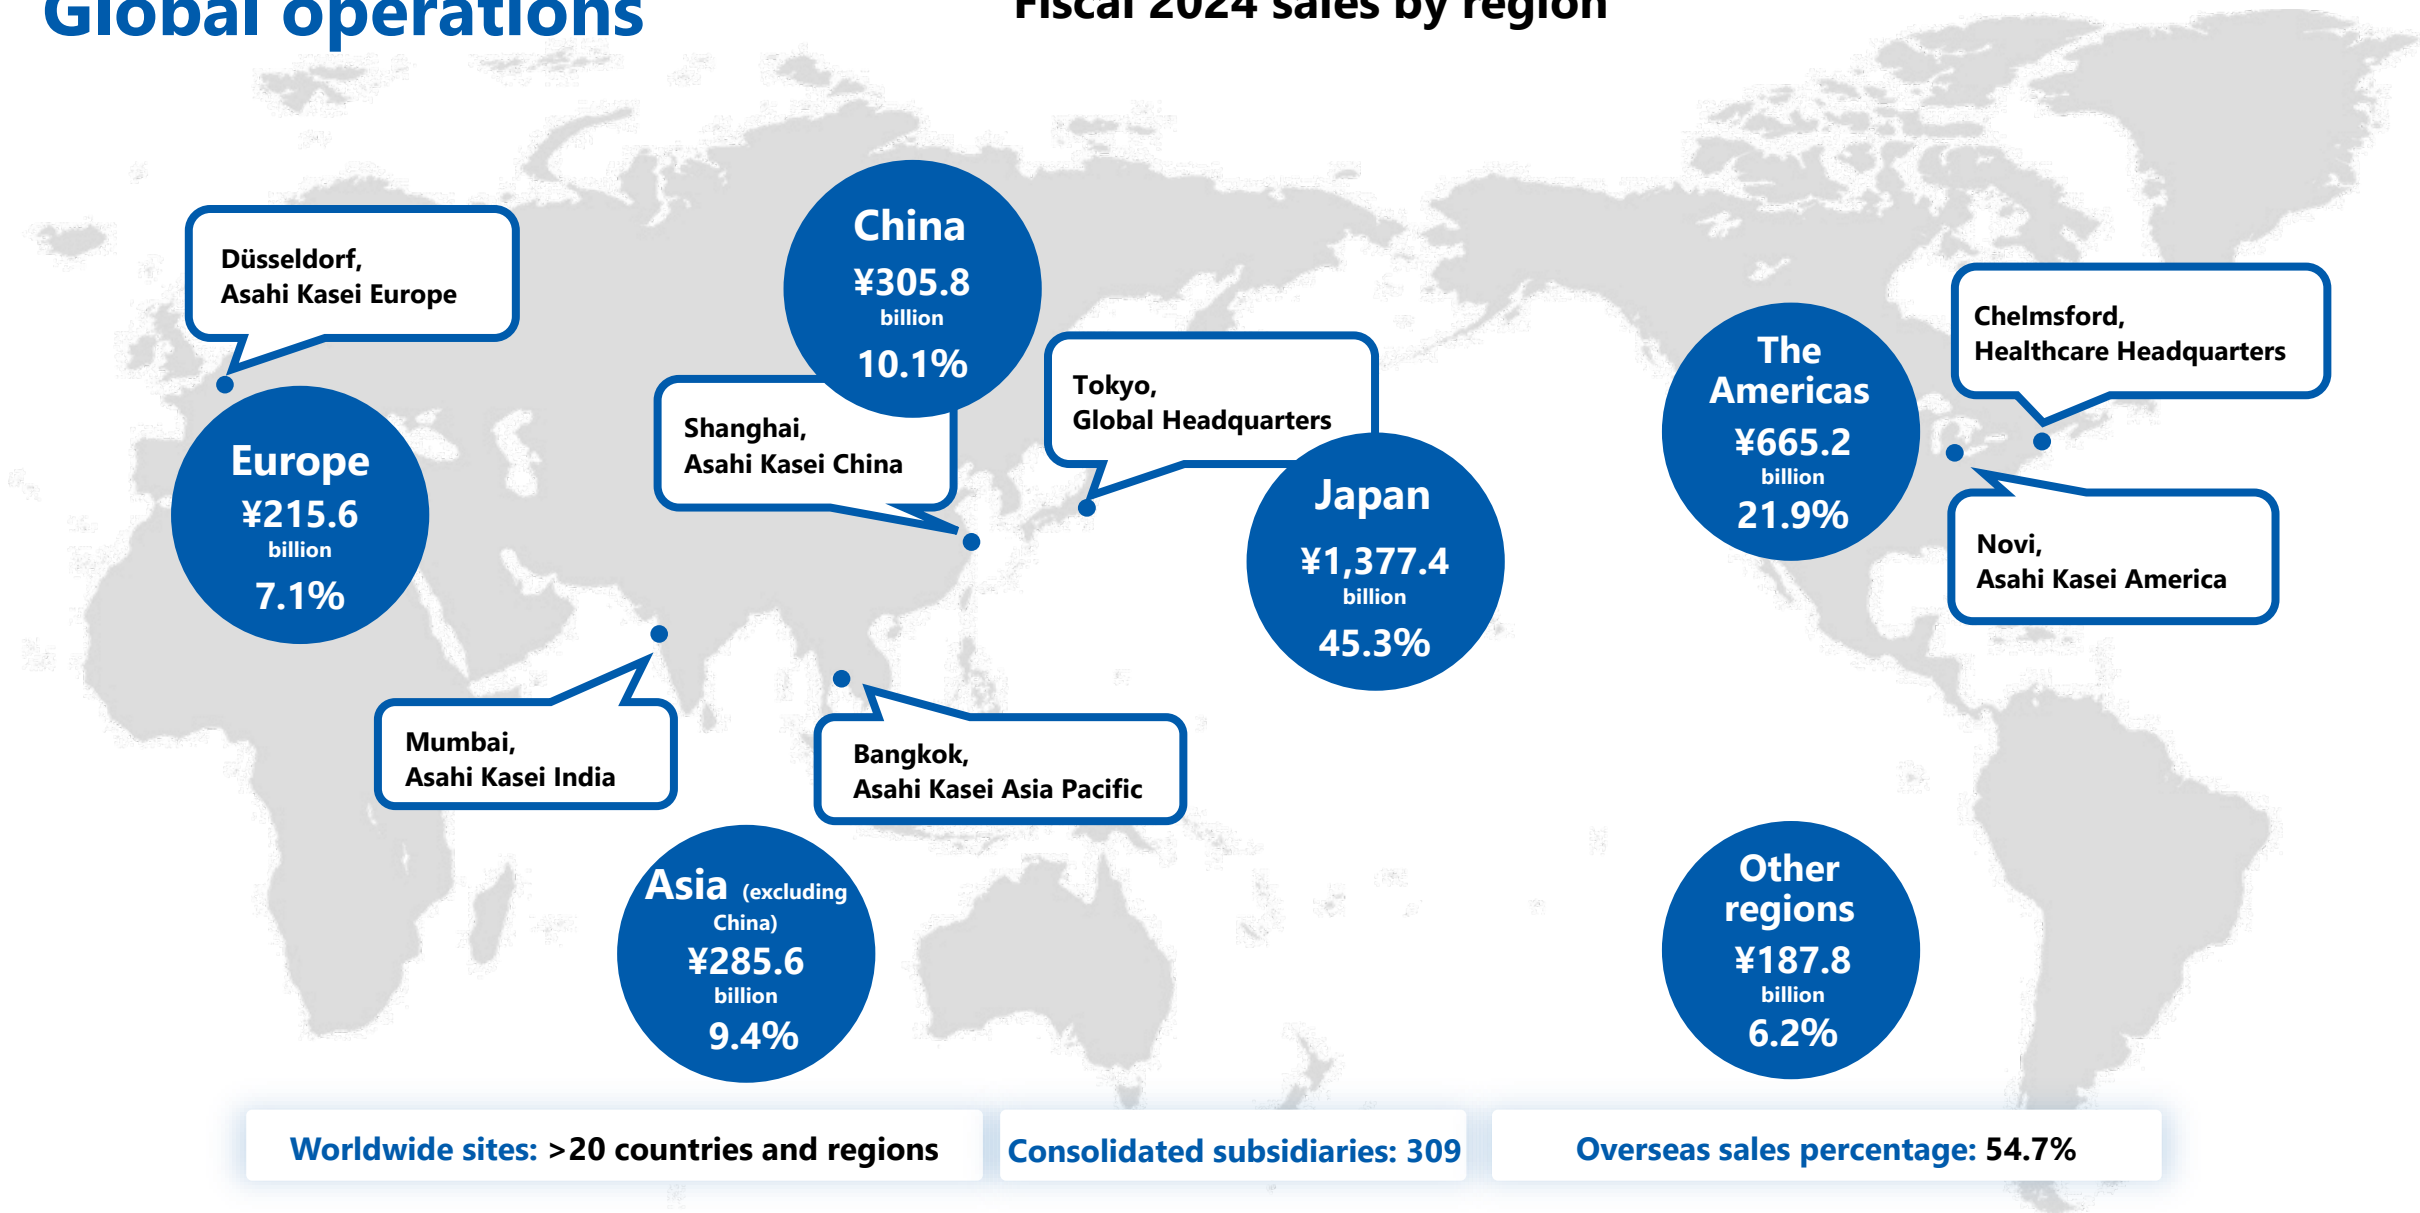 Global operations
Fiscal 2024 sales by region
Düsseldorf,
Asahi Kasei Europe
Europe
¥215.6
billion
7.1%
China
¥305.8
billion
10.1%
Shanghai,
Asahi Kasei China
Tokyo,
Global Headquarters
Japan
¥1,377.4
billion
45.3%
The
Americas
¥665.2
billion
21.9%
Chelmsford,
Healthcare Headquarters
Novi,
Asahi Kasei America
Mumbai,
Asahi Kasei India
Bangkok,
Asahi Kasei Asia Pacific
Asia (excluding
China)
¥285.6
billion
9.4%
Other
regions
¥187.8
billion
6.2%
Worldwide sites: >20 countries and regions
Consolidated subsidiaries: 309
Overseas sales percentage: 54.7%